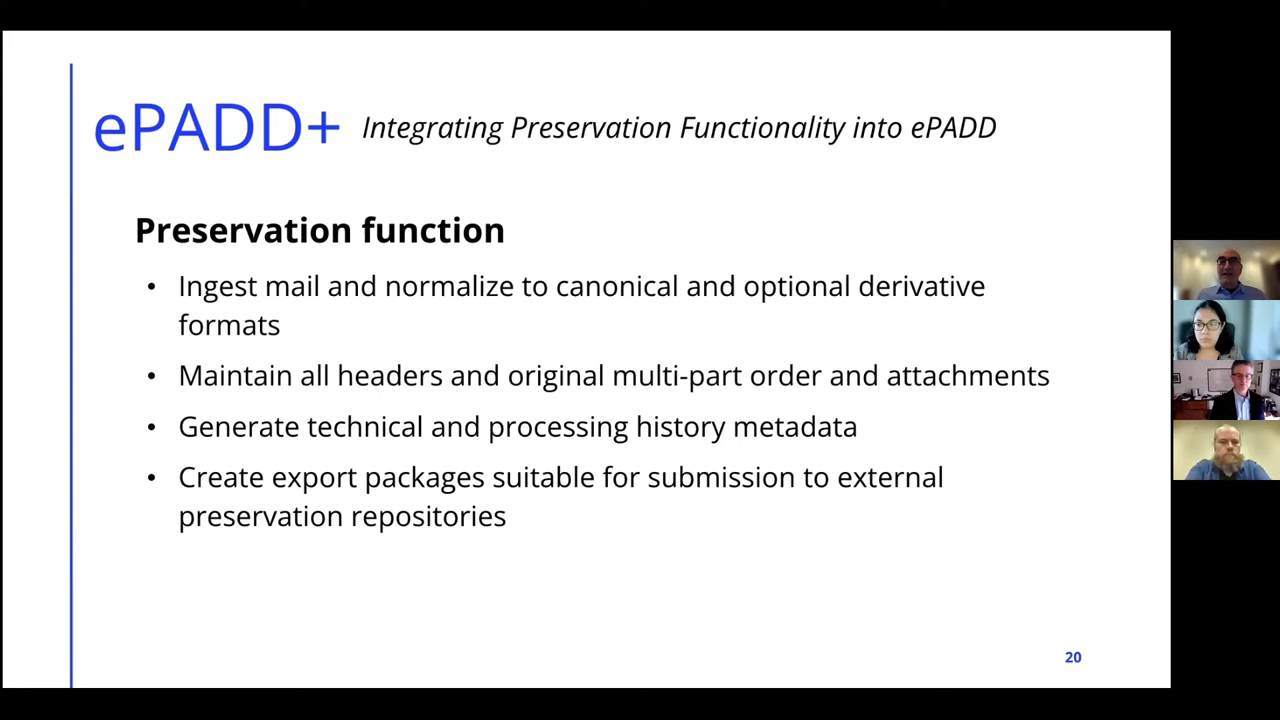 ePADD+ Integrating Preservation Functionality into ePADD
Preservation function
• Ingest mail and normalize to canonical and optional derivative
formats
• Maintain all headers and original multi-part order and attachments
• Generate technical and processing history metadata
• Create export packages suitable for submission to external
preservation repositories
20